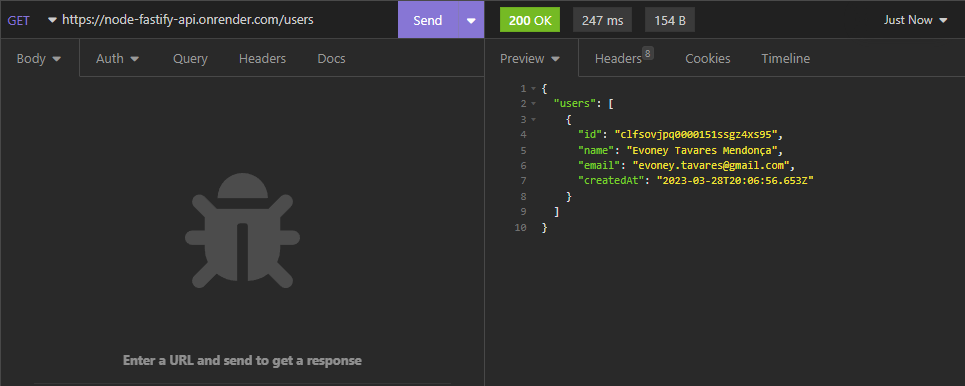 GET https://node-fastify-api.onrender.com/users Send 200 OK 247 ms 154 B Just Now
Body Auth Query Headers Docs Preview Headers 8 Cookies Timeline
1 {
2 "users": [
3 {
4 "id": "clfsovjpq0000151ssgz4xs95",
5 "name": "Evoney Tavares Mendonça",
6 "email": "evoney.tavares@gmail.com",
7 "createdAt": "2023-03-28T20:06:56.653Z"
8 }
9 ]
10 }
Enter a URL and send to get a response